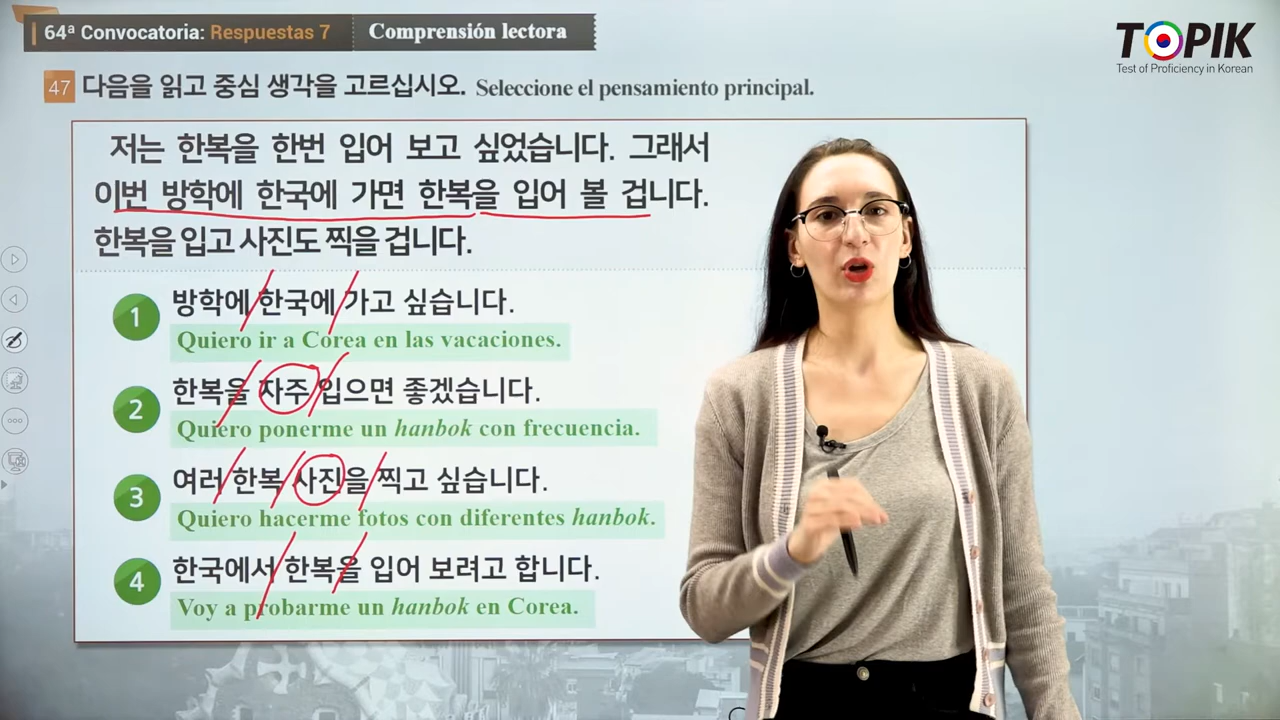 64ª Convocatoria: Respuestas 7 Comprensión lectora
TOPIK
Test of Proficiency in Korean
47 다음을 읽고 중심 생각을 고르십시오. Seleccione el pensamiento principal.
저는 한복을 한번 입어 보고 싶었습니다. 그래서
이번 방학에 한국에 가면 한복을 입어 볼 겁니다.
한복을 입고 사진도 찍을 겁니다.
1 방학에 한국에 가고 싶습니다.
Quiero ir a Corea en las vacaciones.
2 한복을 자주 입으면 좋겠습니다.
Quiero ponerme un hanbok con frecuencia.
3 여러 한복 사진을 찍고 싶습니다.
Quiero hacerme fotos con diferentes hanbok.
4 한국에서 한복을 입어 보려고 합니다.
Voy a probarme un hanbok en Corea.